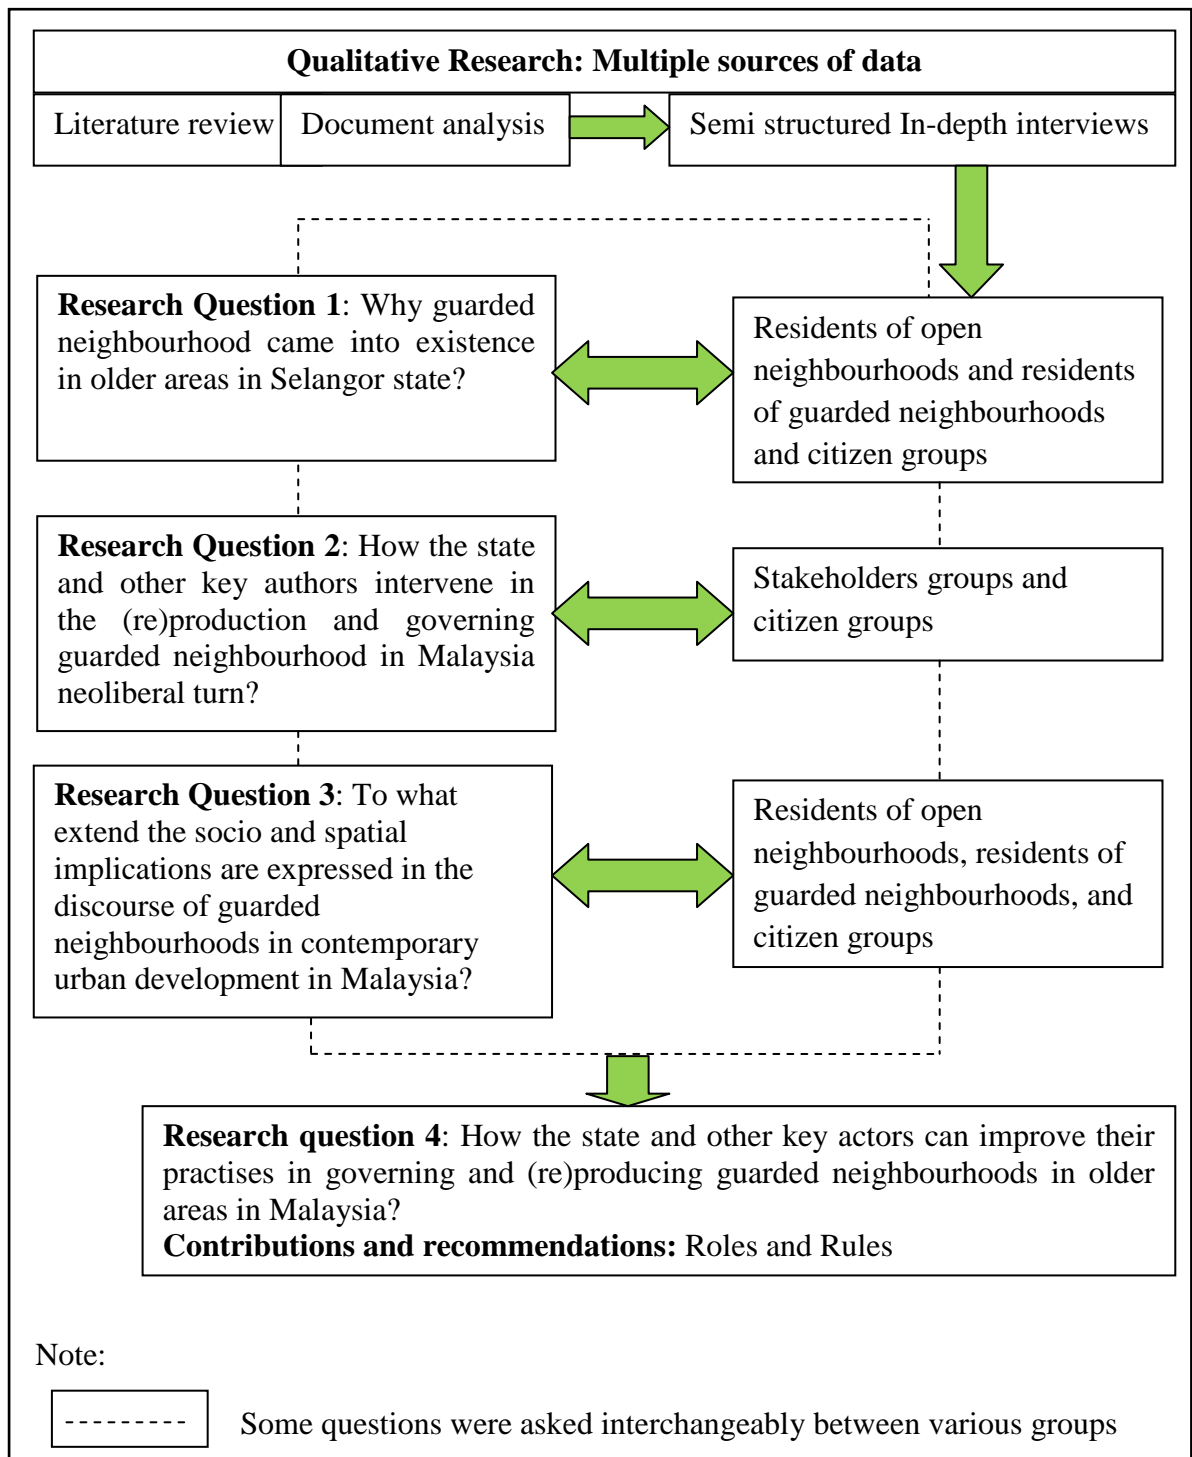 Qualitative Research: Multiple sources of data
Literature review
Document analysis
Semi structured In-depth interviews
Research Question 1: Why guarded
neighbourhood came into existence
in older areas in Selangor state?
Residents of open
neighbourhoods and residents
of guarded neighbourhoods
and citizen groups
Research Question 2: How the state
and other key authors intervene in
the (re)production and governing
guarded neighbourhood in Malaysia
neoliberal turn?
Stakeholders groups and
citizen groups
Research Question 3: To what
extend the socio and spatial
implications are expressed in the
discourse of guarded
neighbourhoods in contemporary
urban development in Malaysia?
Residents of open
neighbourhoods, residents of
guarded neighbourhoods, and
citizen groups
Research question 4: How the state and other key actors can improve their
practises in governing and (re)producing guarded neighbourhoods in older
areas in Malaysia?
Contributions and recommendations: Roles and Rules
Note:
Some questions were asked interchangeably between various groups